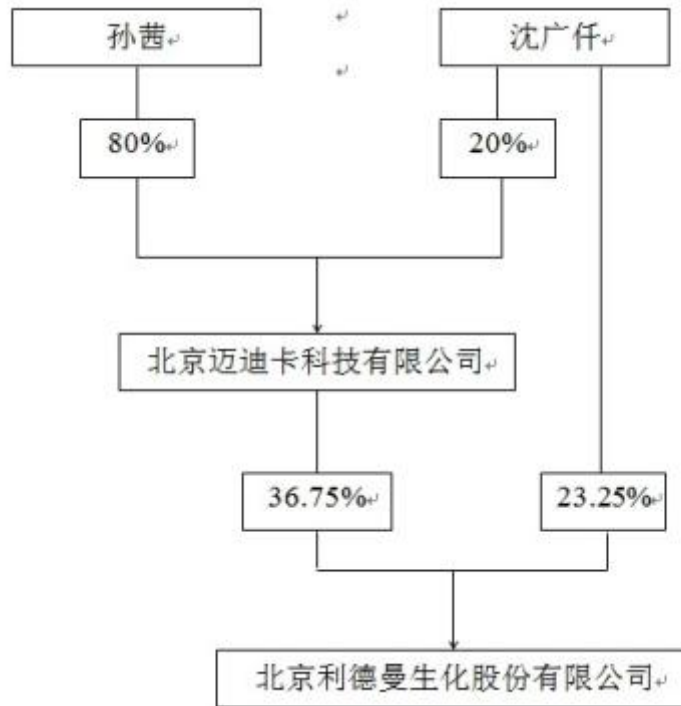 孙茜
沈广仟
80%
20%
北京迈迪卡科技有限公司
36.75%
23.25%
北京利德曼生化股份有限公司